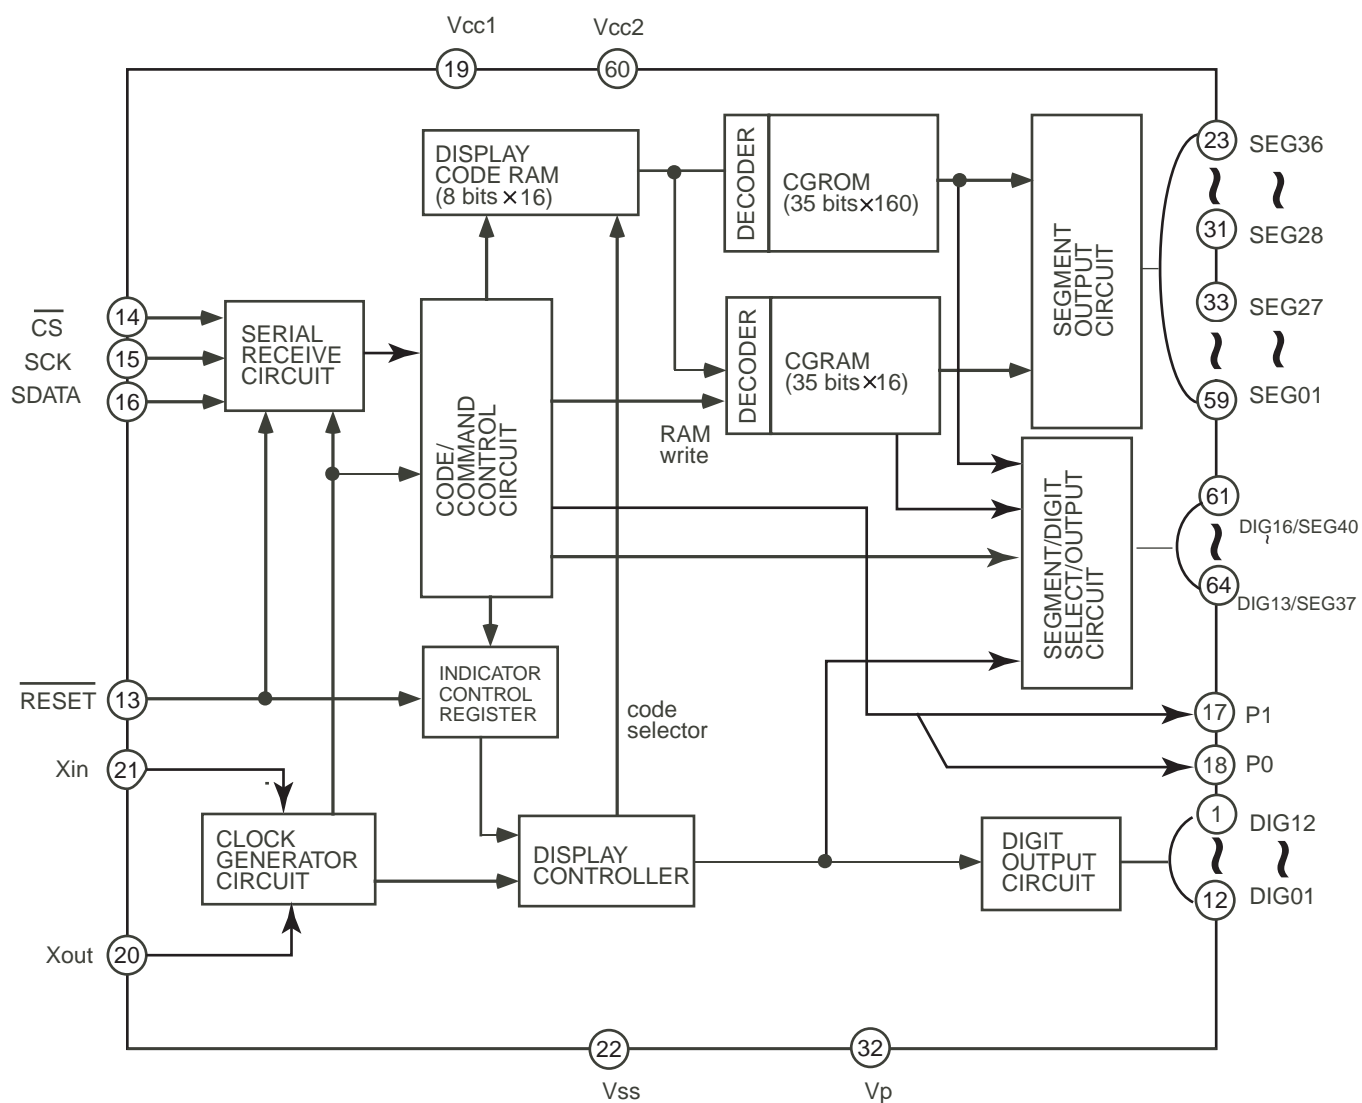 Vcc1
Vcc2
19
60
DISPLAY
CODE RAM
(8 bits×16)
DECODER
CGROM
(35 bits×160)
SEGMENT
OUTPUT
CIRCUIT
23
SEG36
31
SEG28
33
SEG27
59
SEG01
CS
14
SCK
15
SDATA
16
SERIAL
RECEIVE
CIRCUIT
CODE/
COMMAND
CONTROL
CIRCUIT
DECODER
CGRAM
(35 bits×16)
RAM
write
SEGMENT/DIGIT
SELECT/OUTPUT
CIRCUIT
61
DIG16/SEG40
~
64
DIG13/SEG37
RESET
13
INDICATOR
CONTROL
REGISTER
code
selector
17
P1
18
P0
Xin
21
CLOCK
GENERATOR
CIRCUIT
DISPLAY
CONTROLLER
DIGIT
OUTPUT
CIRCUIT
1
DIG12
12
DIG01
Xout
20
22
32
Vss
Vp